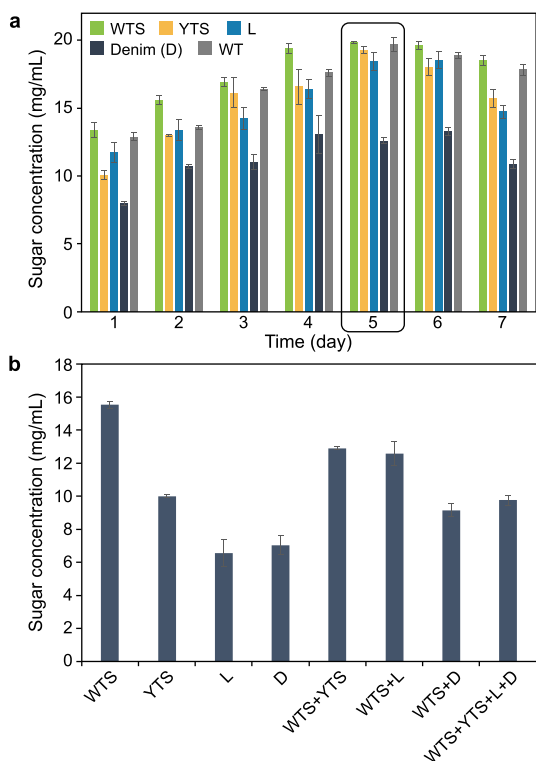 a
WTS YTS L
Denim (D) WT
Sugar concentration (mg/mL)
20
15
10
5
0
1 2 3 4 5 6 7
Time (day)
b
Sugar concentration (mg/mL)
18
16
14
12
10
8
6
4
2
0
WTS YTS L D WTS+YTS WTS+L WTS+D WTS+YTS+L+D